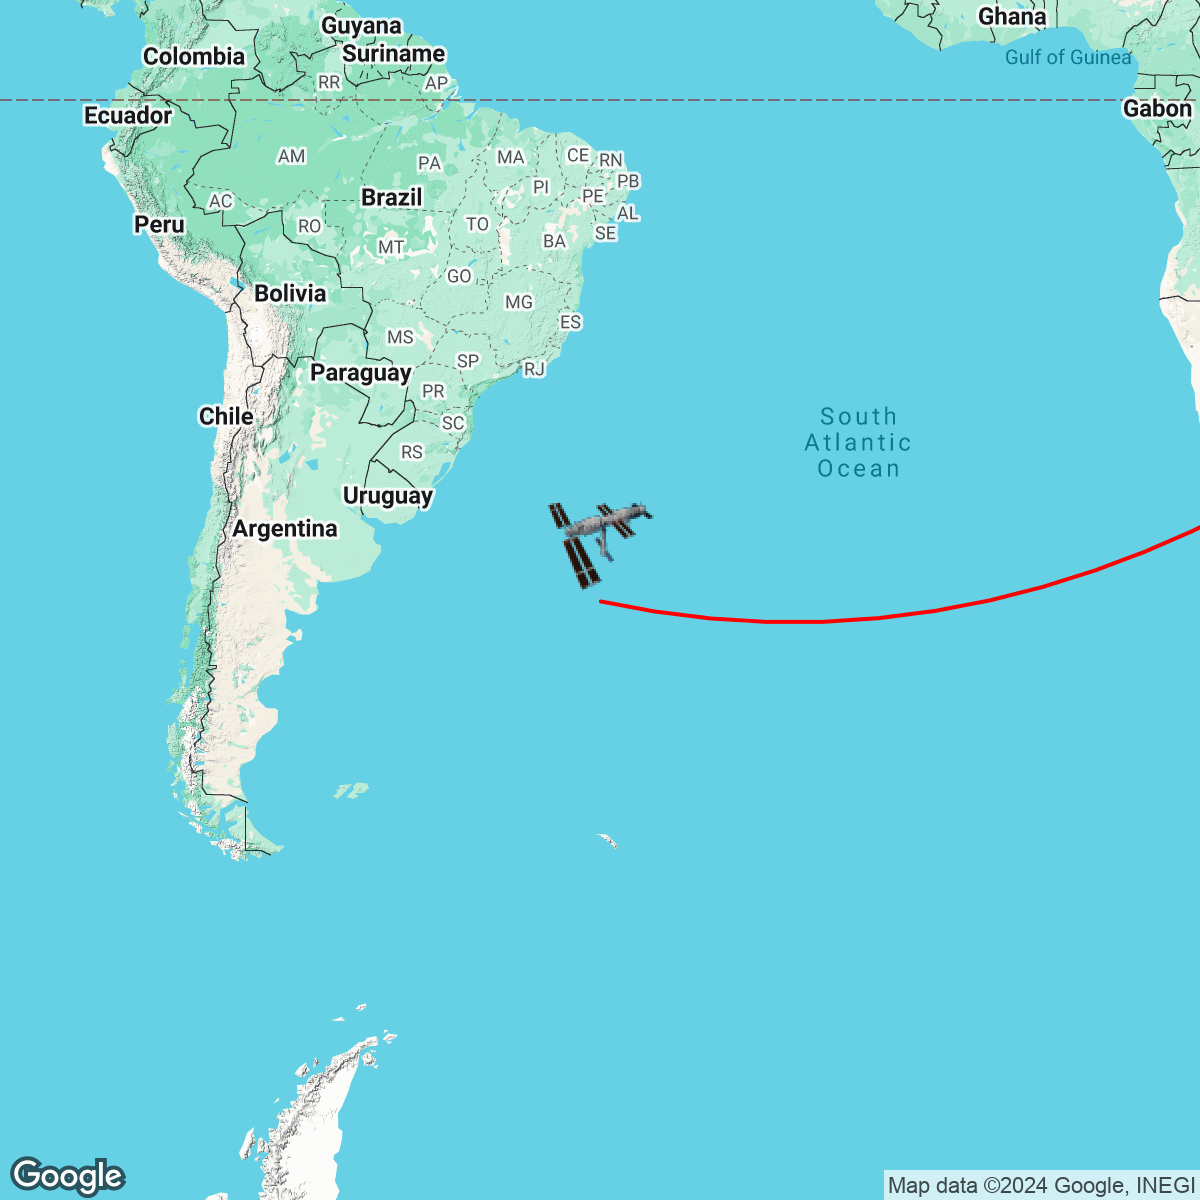 Guyana
Ghana
Suriname
Colombia
Gulf of Guinea
RR
AP
Ecuador
Gabon
AM
PA
MA
CE
RN
PI
PB
AC
Brazil
PE
AL
Peru
RO
TO
SE
MT
BA
GO
Bolivia
MG
ES
MS
SP
Paraguay
RJ
PR
Chile
SC
South
Atlantic
Ocean
RS
Uruguay
Argentina
Google
Map data ©2024 Google, INEGI